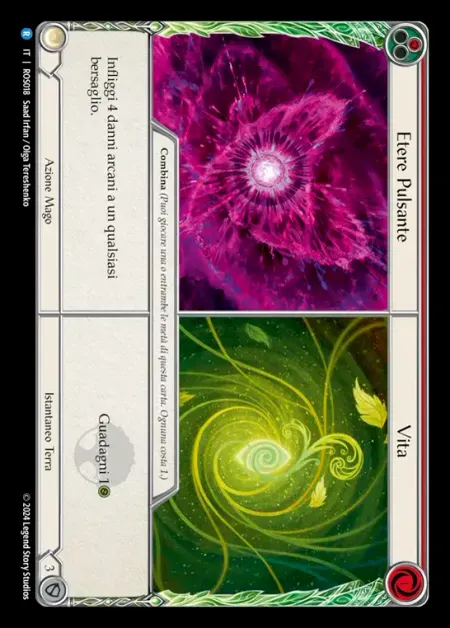 Etere Pulsante
Vita
1
Combina (Puoi giocare una o entrambe le metà di questa carta. Ognuna costa 1.)
Infliggi 4 danni arcani a un qualsiasi
bersaglio.
Guadagni 1
Azione Mago
Istantaneo Terra
3
R IT | ROS018 Saad Irfan / Olga Tereshenko
© 2024 Legend Story Studios